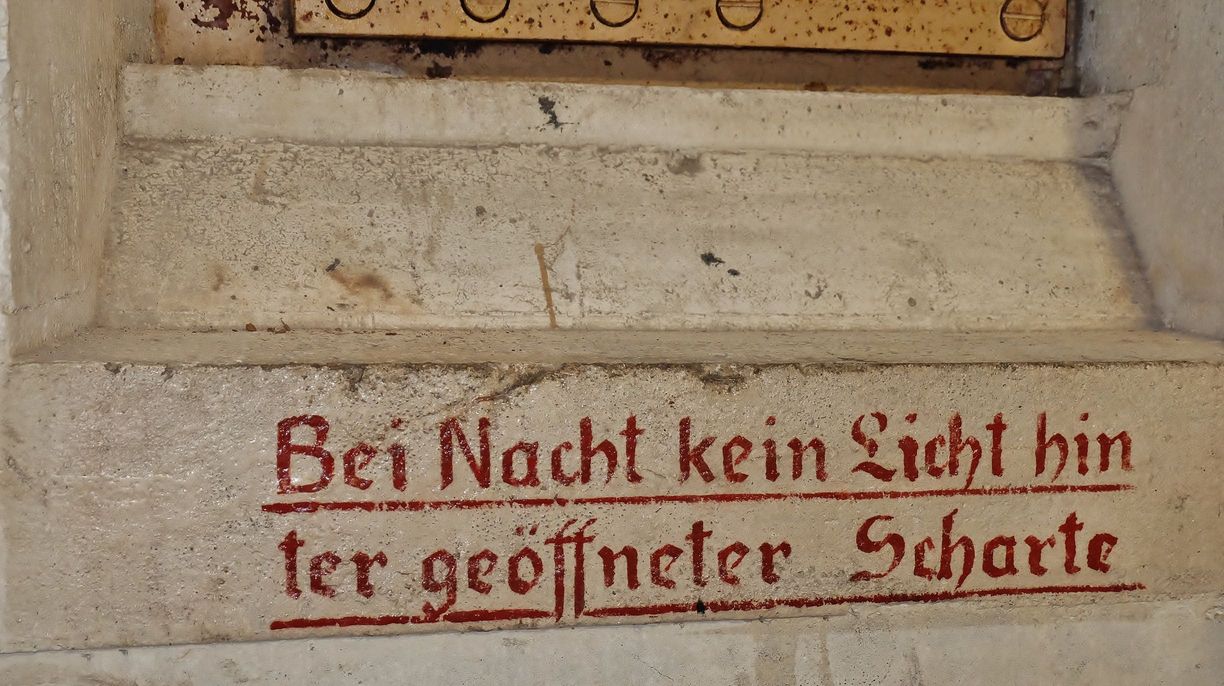 Bei Nacht kein Licht hin
ter geöffneter Scharte